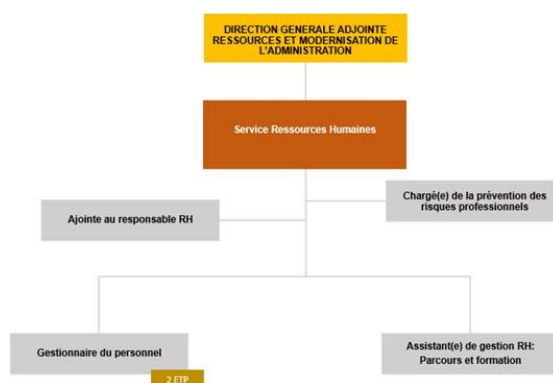 DIRECTION GENERALE ADJOINTE
RESSOURCES ET MODERNISATION DE
L'ADMINISTRATION
Service Ressources Humaines
Chargé(e) de la prévention des
risques professionnels
Ajointe au responsable RH
Gestionnaire du personnel
2 ETP
Assistant(e) de gestion RH:
Parcours et formation